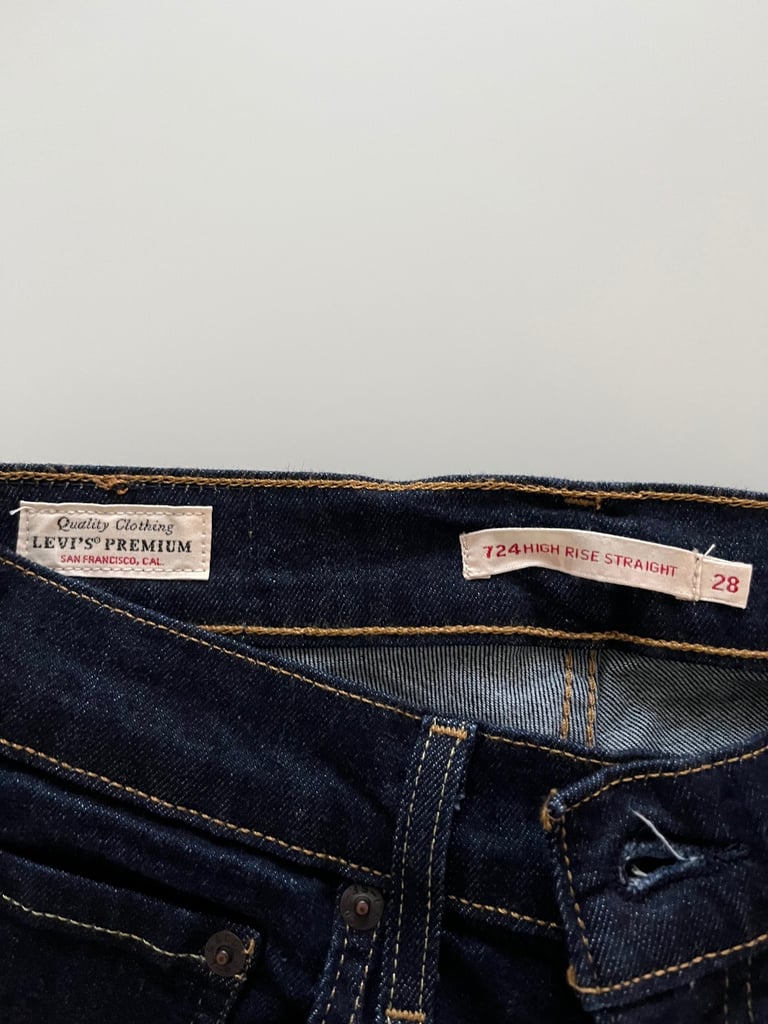 Quality Clothing
LEVI'S® PREMIUM
SAN FRANCISCO, CAL.
724 HIGH RISE STRAIGHT
28